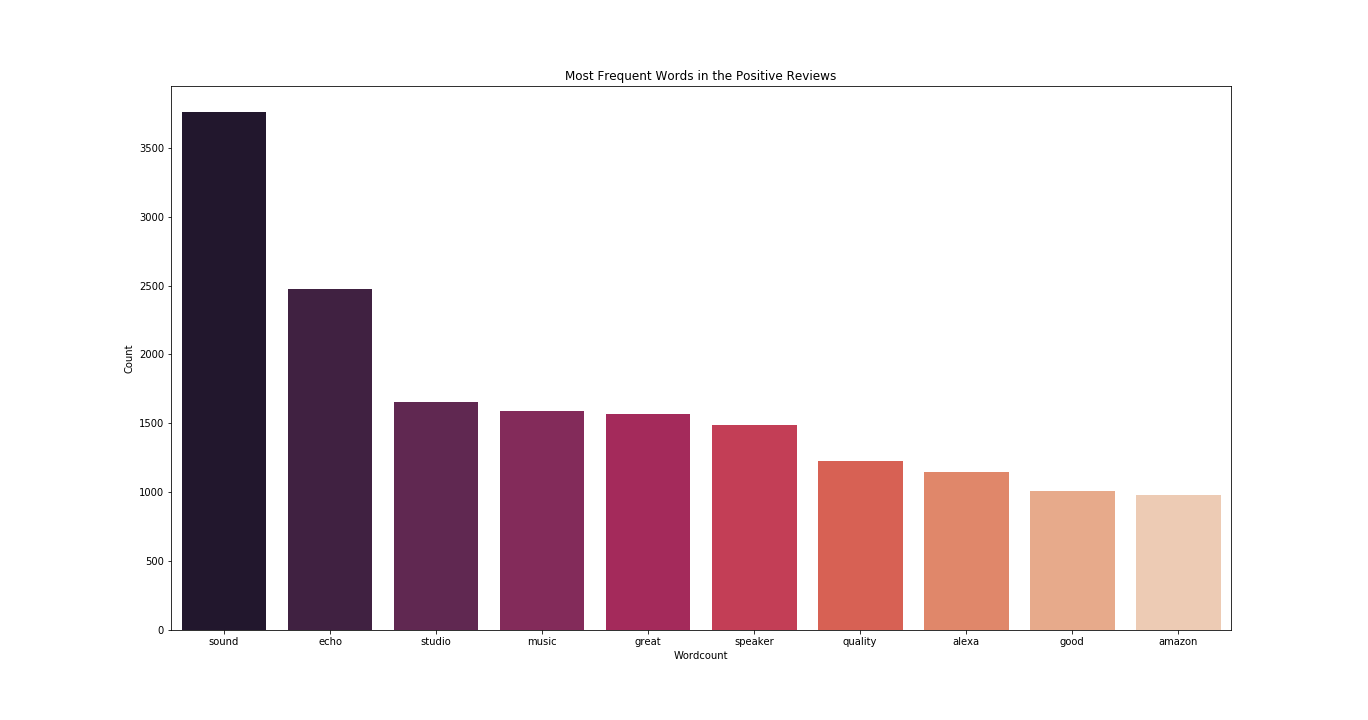 Most Frequent Words in the Positive Reviews
3500
3000
2500
2000
1500
1000
500
0
Count
sound echo studio music great speaker quality alexa good amazon
Wordcount